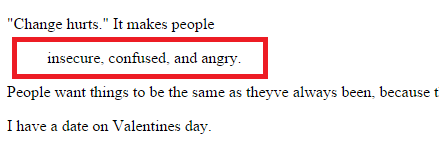 "Change hurts." It makes people
insecure, confused, and angry.
People want things to be the same as theyve always been, because t
I have a date on Valentines day.